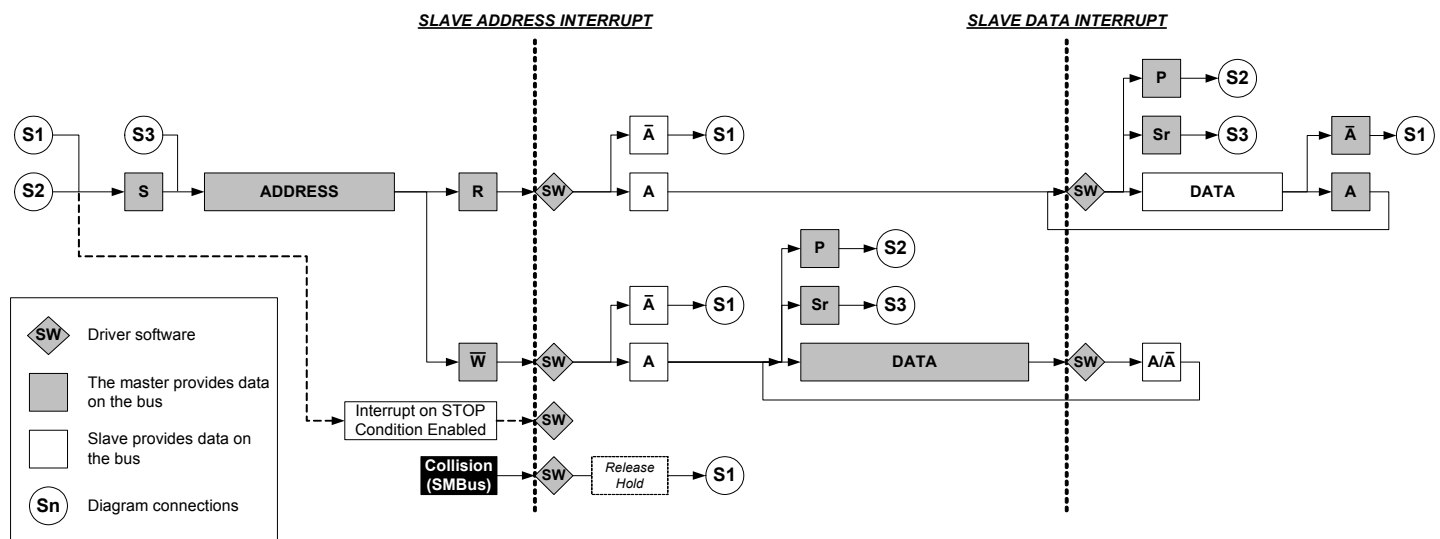 SLAVE ADDRESS INTERRUPT
SLAVE DATA INTERRUPT
P
S2
S1
S3
A̅
S1
Sr
S3
A̅
S1
S2
S
ADDRESS
R
SW
A
SW
DATA
A
P
S2
A̅
S1
Sr
S3
W̅
SW
A
DATA
SW
A/A̅
Interrupt on STOP
Condition Enabled
SW
Collision
(SMBus)
SW
Release
Hold
S1
SW
Driver software
The master provides data
on the bus
Slave provides data on
the bus
Sn
Diagram connections